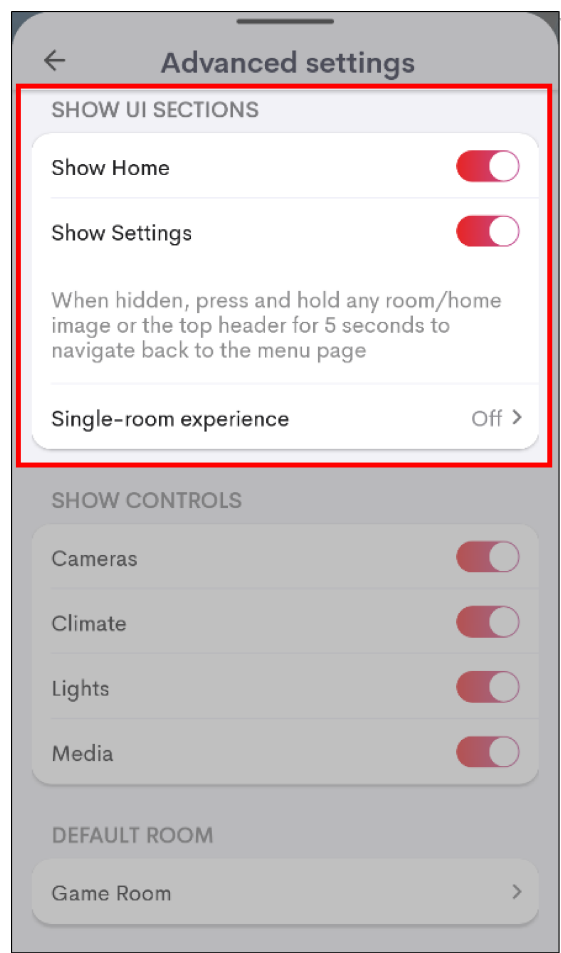 Advanced settings
SHOW UI SECTIONS
Show Home
Show Settings
When hidden, press and hold any room/home
image or the top header for 5 seconds to
navigate back to the menu page
Single-room experience Off
SHOW CONTROLS
Cameras
Climate
Lights
Media
DEFAULT ROOM
Game Room